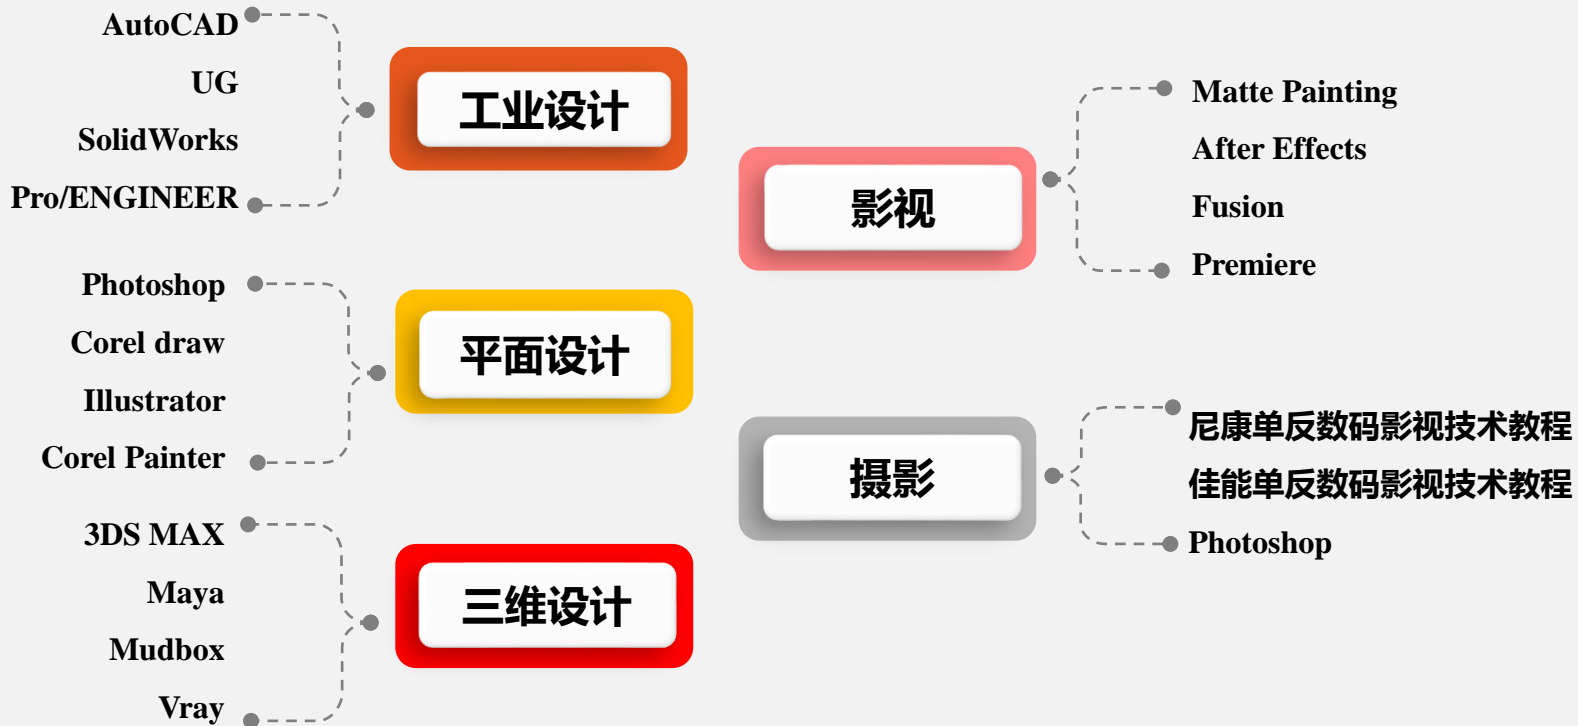 AutoCAD
UG
SolidWorks
Pro/ENGINEER
工业设计
Photoshop
Corel draw
Illustrator
Corel Painter
平面设计
3DS MAX
Maya
Mudbox
Vray
三维设计
影视
Matte Painting
After Effects
Fusion
Premiere
摄影
尼康单反数码影视技术教程
佳能单反数码影视技术教程
Photoshop